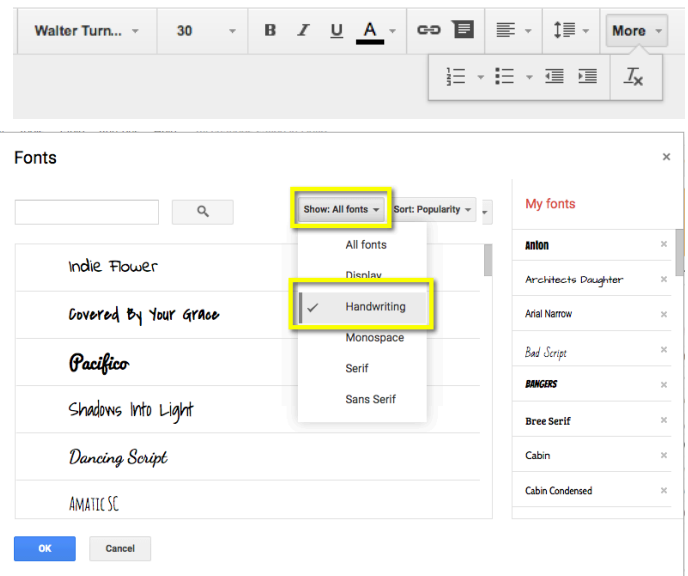 Walter Turn... 30 B I U A More
Fonts ×
Show: All fonts Sort: Popularity
All fonts
Display
Handwriting
Monospace
Serif
Sans Serif
Indie Flower
Covered By Your Grace
Pacifico
Shadows Into Light
Dancing Script
Amatic SC
My fonts
Anton ×
Architects Daughter ×
Arial Narrow ×
Bad Script ×
BANGERS ×
Bree Serif ×
Cabin ×
Cabin Condensed ×
OK Cancel